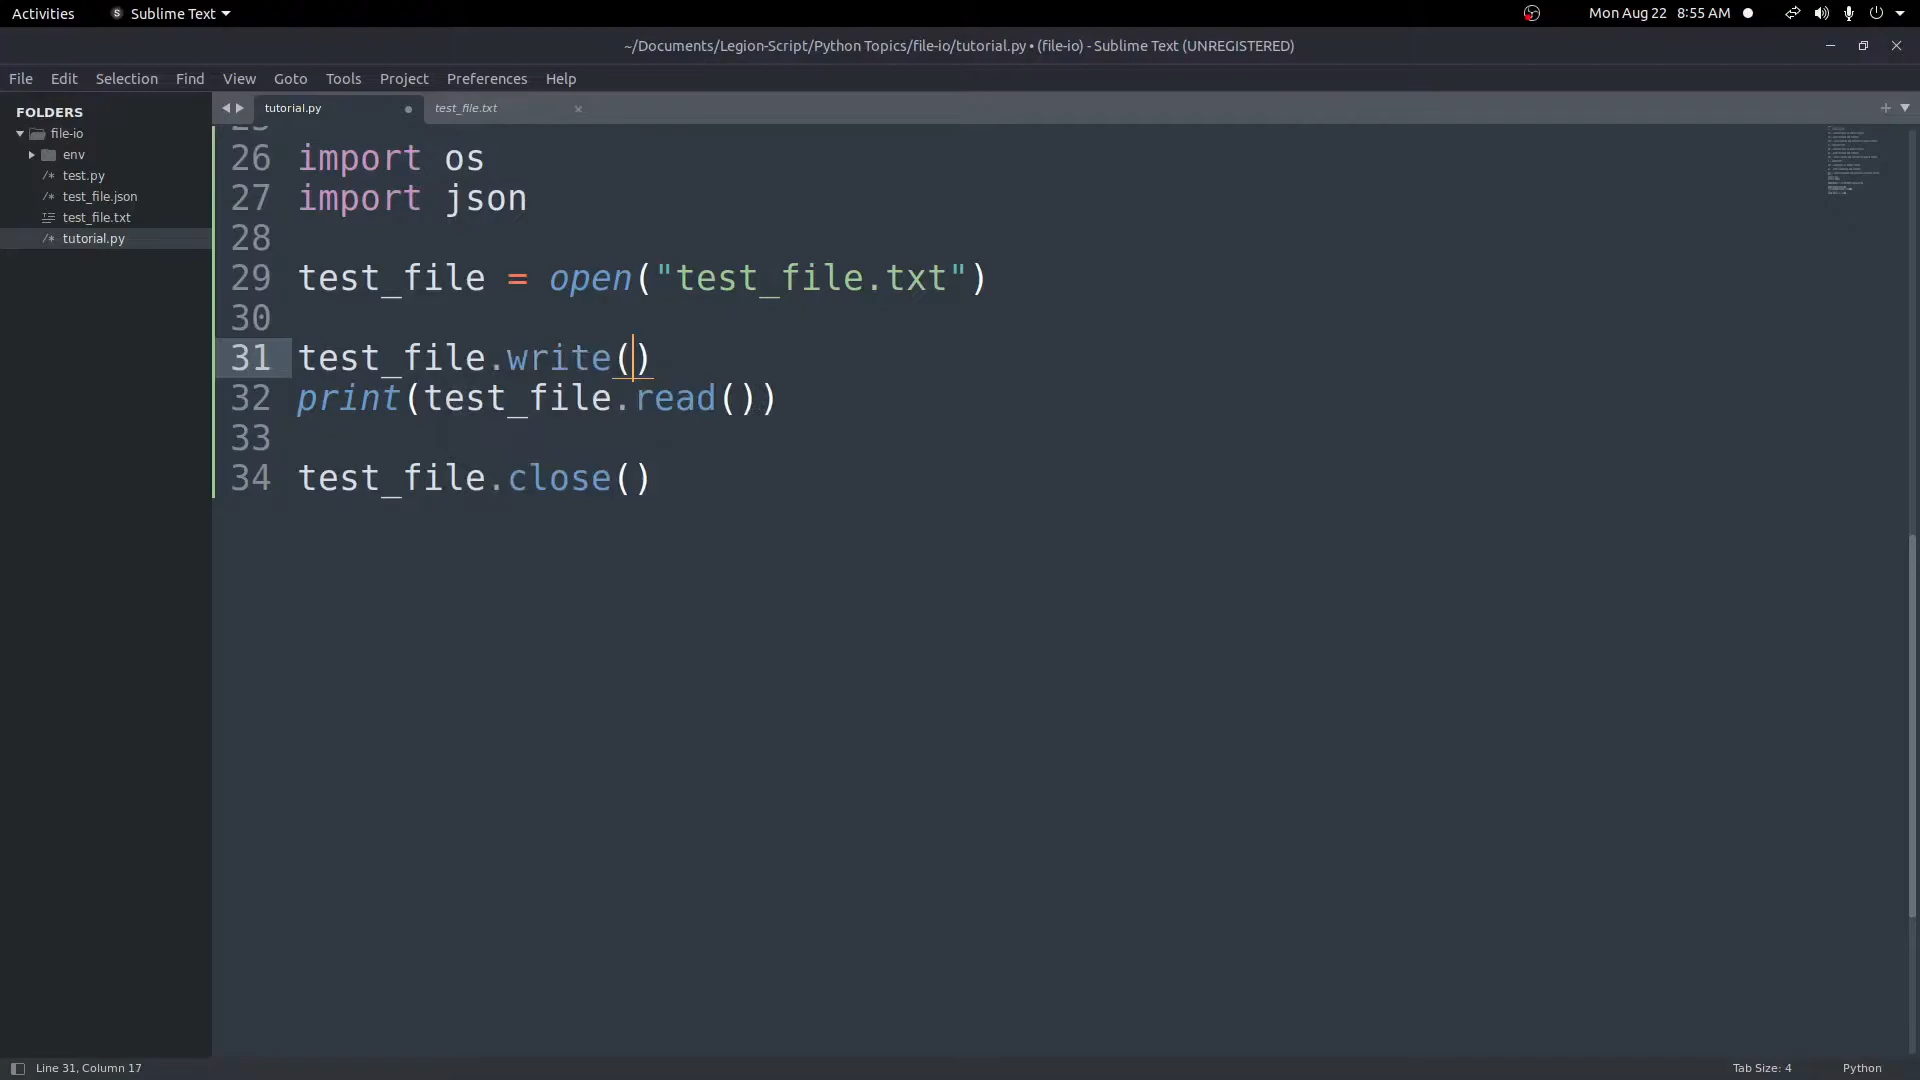 Activities
Sublime Text
Mon Aug 22 8:55 AM
~/Documents/Legion-Script/Python Topics/file-io/tutorial.py • (file-io) - Sublime Text (UNREGISTERED)
File Edit Selection Find View Goto Tools Project Preferences Help
FOLDERS
file-io
env
/* test.py
/* test_file.json
test_file.txt
/* tutorial.py
tutorial.py
test_file.txt
26 import os
27 import json
28
29 test_file = open("test_file.txt")
30
31 test_file.write()
32 print(test_file.read())
33
34 test_file.close()
Line 31, Column 17
Tab Size: 4
Python